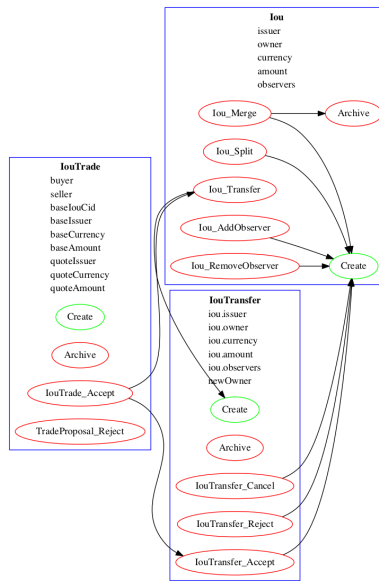 Iou
issuer
owner
currency
amount
observers
Iou_Merge
Archive
Iou_Split
Iou_Transfer
Iou_AddObserver
Iou_RemoveObserver
Create
IouTrade
buyer
seller
baseIouCid
baseIssuer
baseCurrency
baseAmount
quoteIssuer
quoteCurrency
quoteAmount
Create
Archive
IouTrade_Accept
TradeProposal_Reject
IouTransfer
iou.issuer
iou.owner
iou.currency
iou.amount
iou.observers
newOwner
Create
Archive
IouTransfer_Cancel
IouTransfer_Reject
IouTransfer_Accept